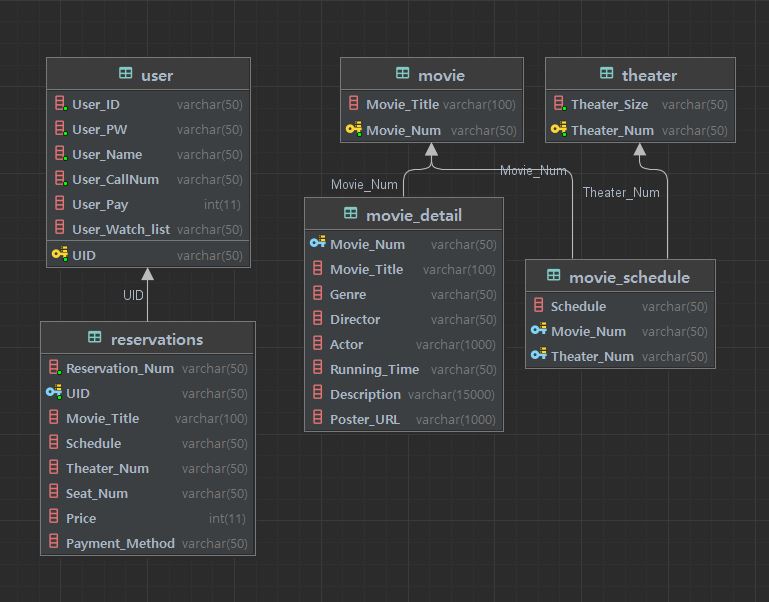 user
User_ID varchar(50)
User_PW varchar(50)
User_Name varchar(50)
User_CallNum varchar(50)
User_Pay int(11)
User_Watch_list varchar(50)
UID varchar(50)
movie
Movie_Title varchar(100)
Movie_Num varchar(50)
theater
Theater_Size varchar(50)
Theater_Num varchar(50)
Movie_Num
Movie_Num
Theater_Num
movie_detail
Movie_Num varchar(50)
Movie_Title varchar(100)
Genre varchar(50)
Director varchar(50)
Actor varchar(1000)
Running_Time varchar(50)
Description varchar(15000)
Poster_URL varchar(1000)
movie_schedule
Schedule varchar(50)
Movie_Num varchar(50)
Theater_Num varchar(50)
UID
reservations
Reservation_Num varchar(50)
UID varchar(50)
Movie_Title varchar(100)
Schedule varchar(50)
Theater_Num varchar(50)
Seat_Num varchar(50)
Price int(11)
Payment_Method varchar(50)